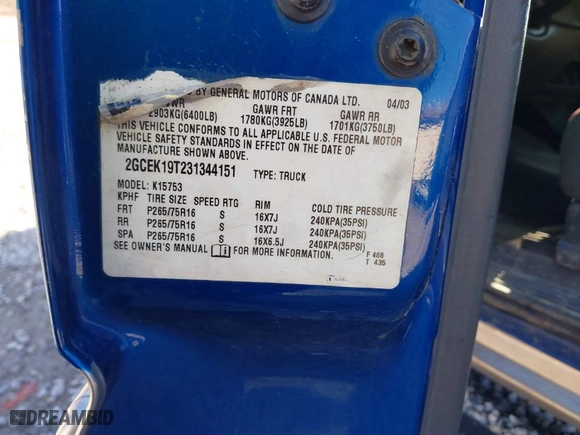 BY GENERAL MOTORS OF CANADA LTD. 04/03
GAWR FRT GAWR RR
2903KG(6400LB) 1780KG(3925LB) 1701KG(3750LB)
THIS VEHICLE CONFORMS TO ALL APPLICABLE U.S. FEDERAL MOTOR
VEHICLE SAFETY STANDARDS IN EFFECT ON THE DATE OF
MANUFACTURE SHOWN ABOVE.
2GCEK19T231344151 TYPE: TRUCK
MODEL: K15753
KPHF TIRE SIZE SPEED RTG RIM COLD TIRE PRESSURE
FRT P265/75R16 S 16X7J 240KPA(35PSI)
RR P265/75R16 S 16X7J 240KPA(35PSI)
SPA P265/75R16 S 16X6.5J 240KPA(35PSI)
SEE OWNER'S MANUAL FOR MORE INFORMATION. F 468
T 435
DREAMBID